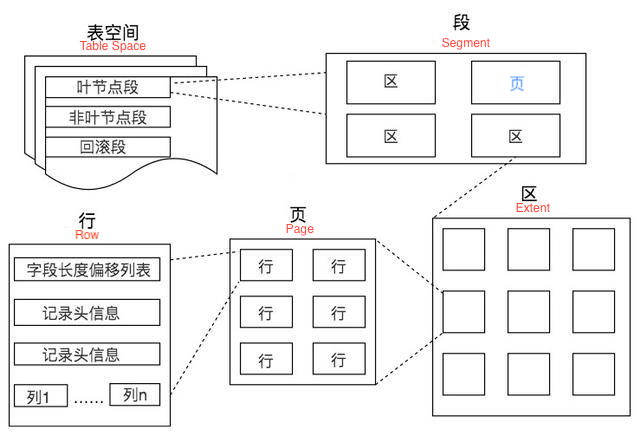 表空间
Table Space
叶节点段
非叶节点段
回滚段
段
Segment
区
页
区
区
区
Extent
页
Page
行
行
行
行
行
行
行
Row
字段长度偏移列表
记录头信息
记录头信息
列1
......
列n